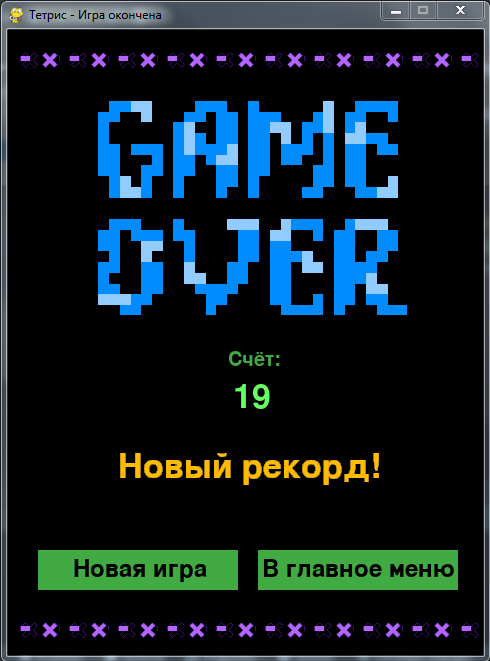 Тетрис - Игра окончена
GAME
OVER
Счёт:
19
Новый рекорд!
Новая игра
В главное меню